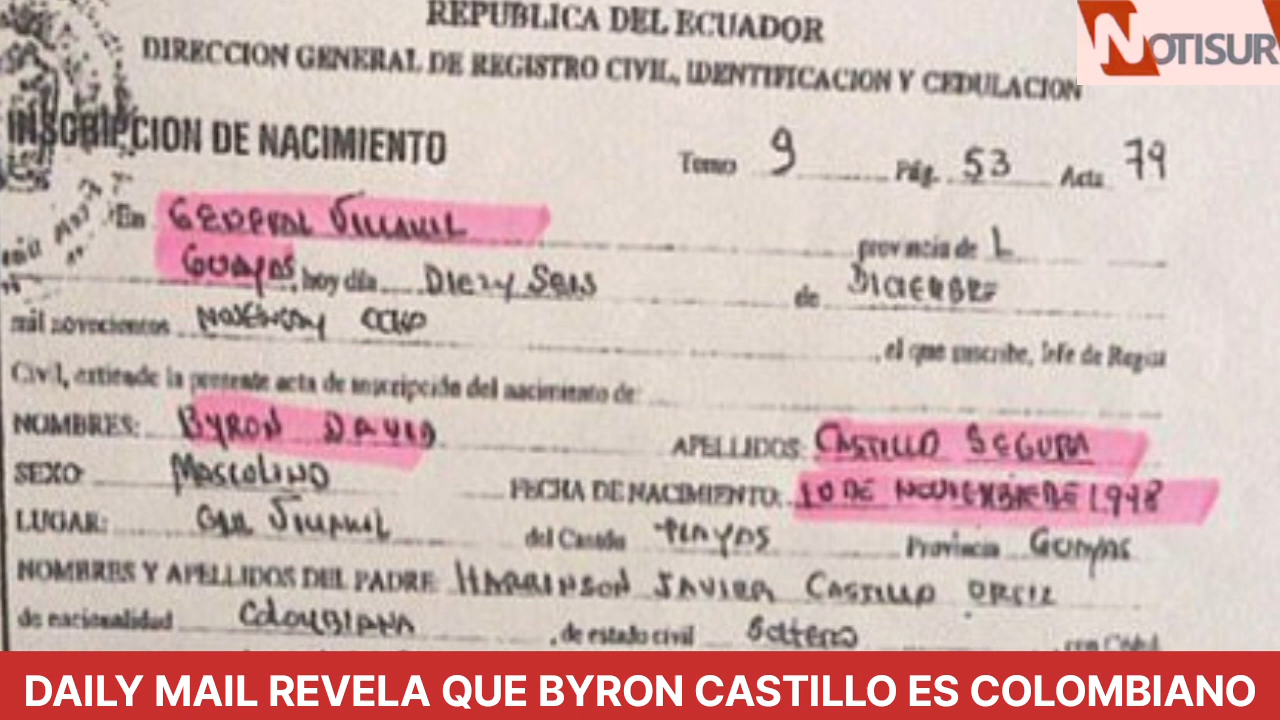 REPUBLICA DEL ECUADOR
NOTISUR
DIRECCION GENERAL DE REGISTRO CIVIL, IDENTIFICACION Y CEDULACION
INSCRIPCION DE NACIMIENTO
Tomo 9 Pág. 53 Acta 79
En GENERAL VILLAMIL provincia de L
GUAYAS, hoy día DIEZ Y SEIS de DICIEMBRE
mil novecientos NOVENTA Y OCHO, el que suscribe, Jefe de Regist
Civil, extiende la presente acta de inscripción del nacimiento de:
NOMBRES: BYRON DAVID APELLIDOS: CASTILLO SEGURA
SEXO: MASCULINO FECHA DE NACIMIENTO: 10 DE NOVIEMBRE DE 1998
LUGAR: GRAL VILLAMIL del Cantón PLAYAS Provincia GUAYAS
NOMBRES Y APELLIDOS DEL PADRE HARRINSON JAVIER CASTILLO ORTIZ
de nacionalidad COLOMBIANA, de estado civil Soltero, con Cédul
DAILY MAIL REVELA QUE BYRON CASTILLO ES COLOMBIANO